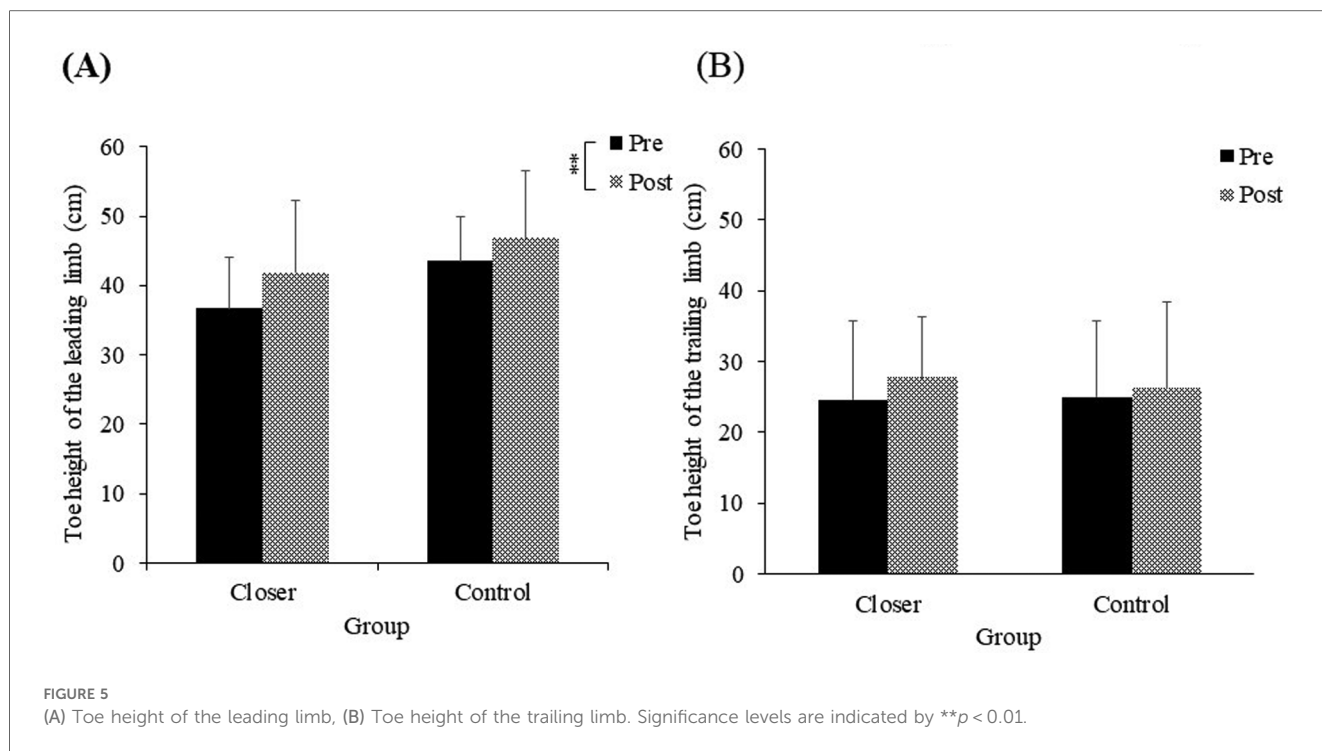 (A)
60
50
40
30
20
10
0
Toe height of the leading limb (cm)
**
Pre
Post
Closer
Control
Group
(B)
60
50
40
30
20
10
0
Toe height of the trailing limb (cm)
Pre
Post
Closer
Control
Group
FIGURE 5
(A) Toe height of the leading limb, (B) Toe height of the trailing limb. Significance levels are indicated by **p < 0.01.